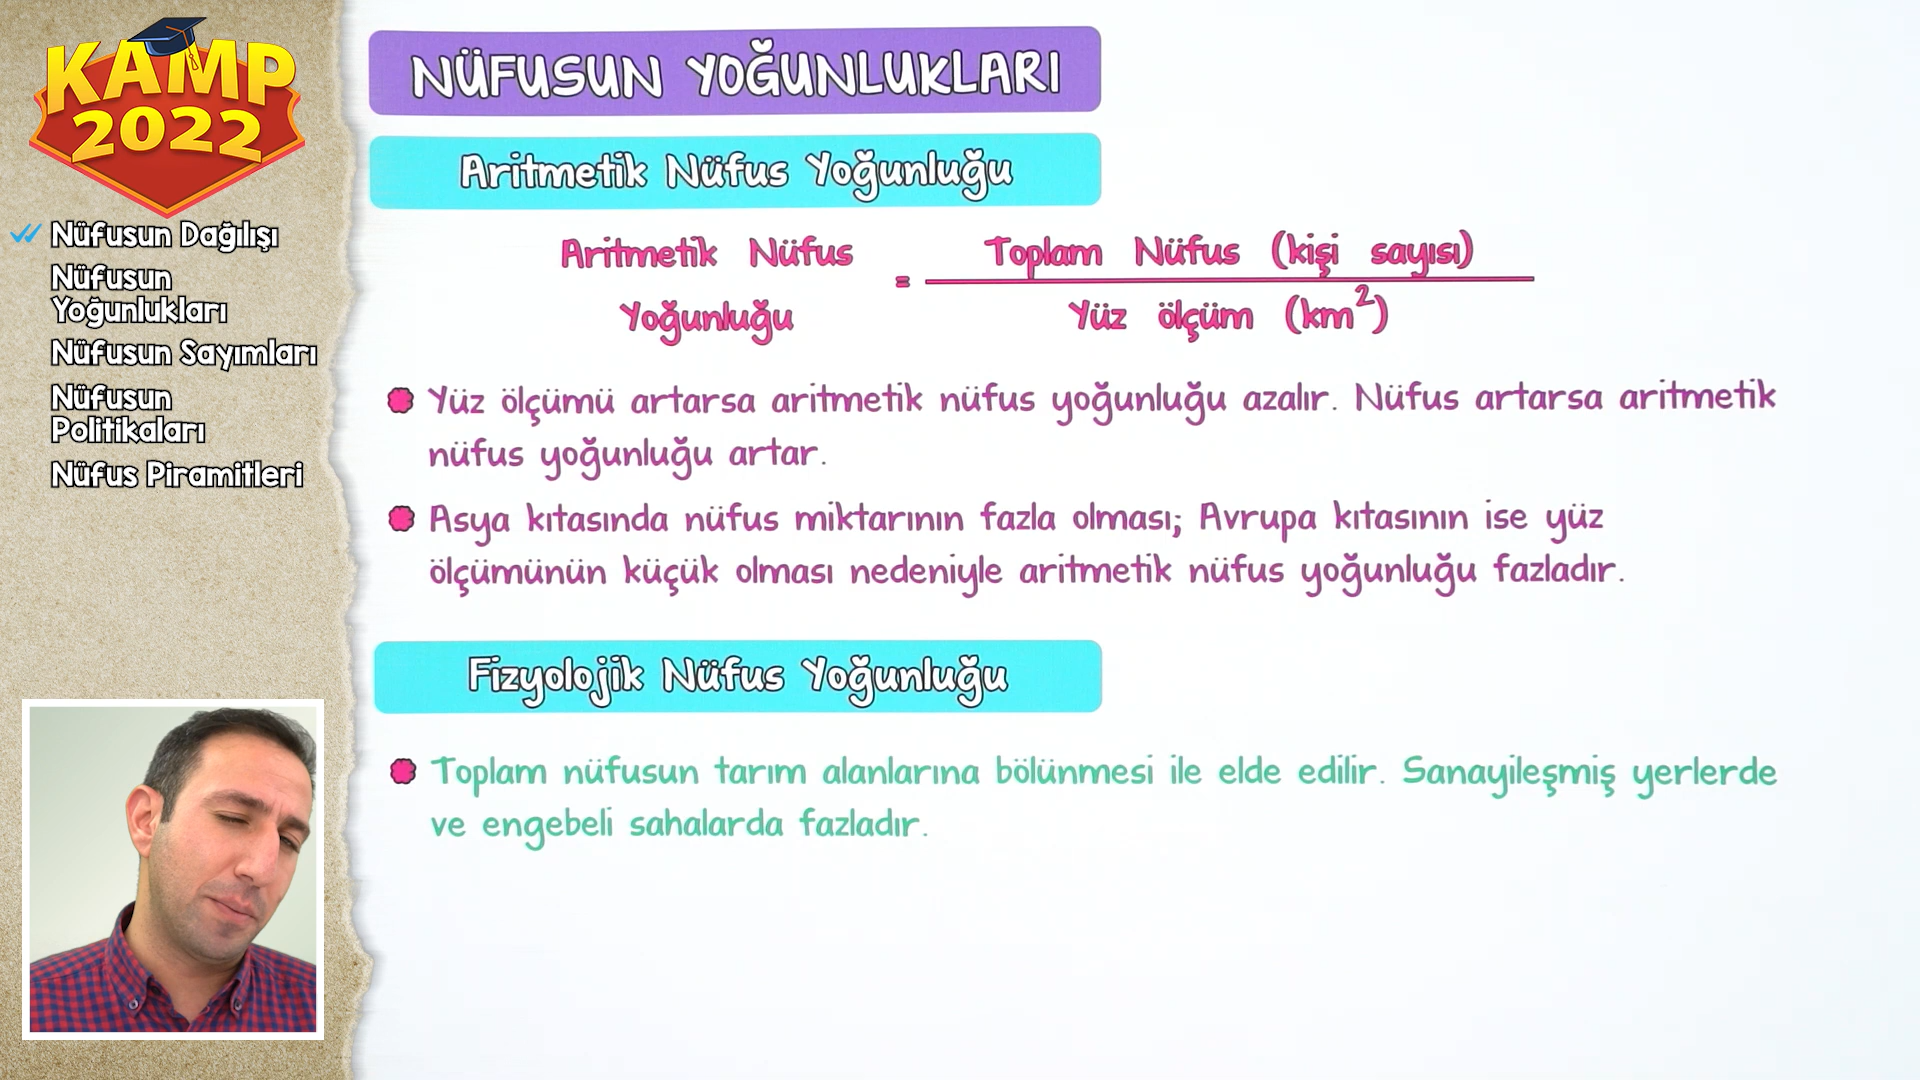 KAMP
2022
Nüfusun Dağılışı
Nüfusun
Yoğunlukları
Nüfusun Sayımları
Nüfusun
Politikaları
Nüfus Piramitleri
NÜFUSUN YOĞUNLUKLARI
Aritmetik Nüfus Yoğunluğu
Aritmetik Nüfus
Yoğunluğu
=
Toplam Nüfus (kişi sayısı)
Yüz ölçüm (km²)
Yüz ölçümü artarsa aritmetik nüfus yoğunluğu azalır. Nüfus artarsa aritmetik
nüfus yoğunluğu artar.
Asya kıtasında nüfus miktarının fazla olması; Avrupa kıtasının ise yüz
ölçümünün küçük olması nedeniyle aritmetik nüfus yoğunluğu fazladır.
Fizyolojik Nüfus Yoğunluğu
Toplam nüfusun tarım alanlarına bölünmesi ile elde edilir. Sanayileşmiş yerlerde
ve engebeli sahalarda fazladır.